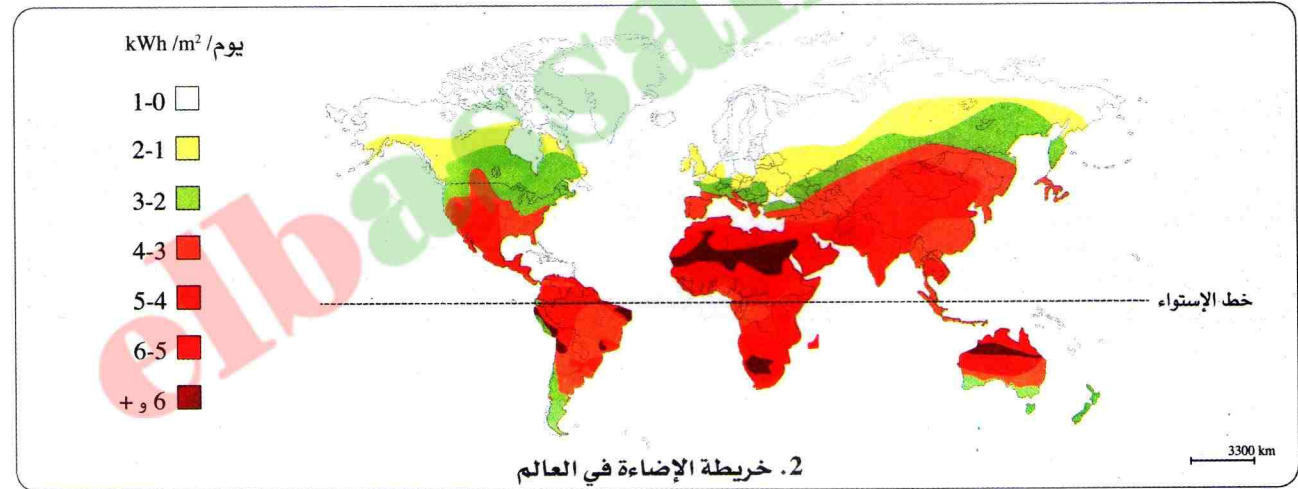 kWh /m² /يوم
1-0
2-1
3-2
4-3
5-4
6-5
6 و +
خط الإستواء
3300 km
2. خريطة الإضاءة في العالم